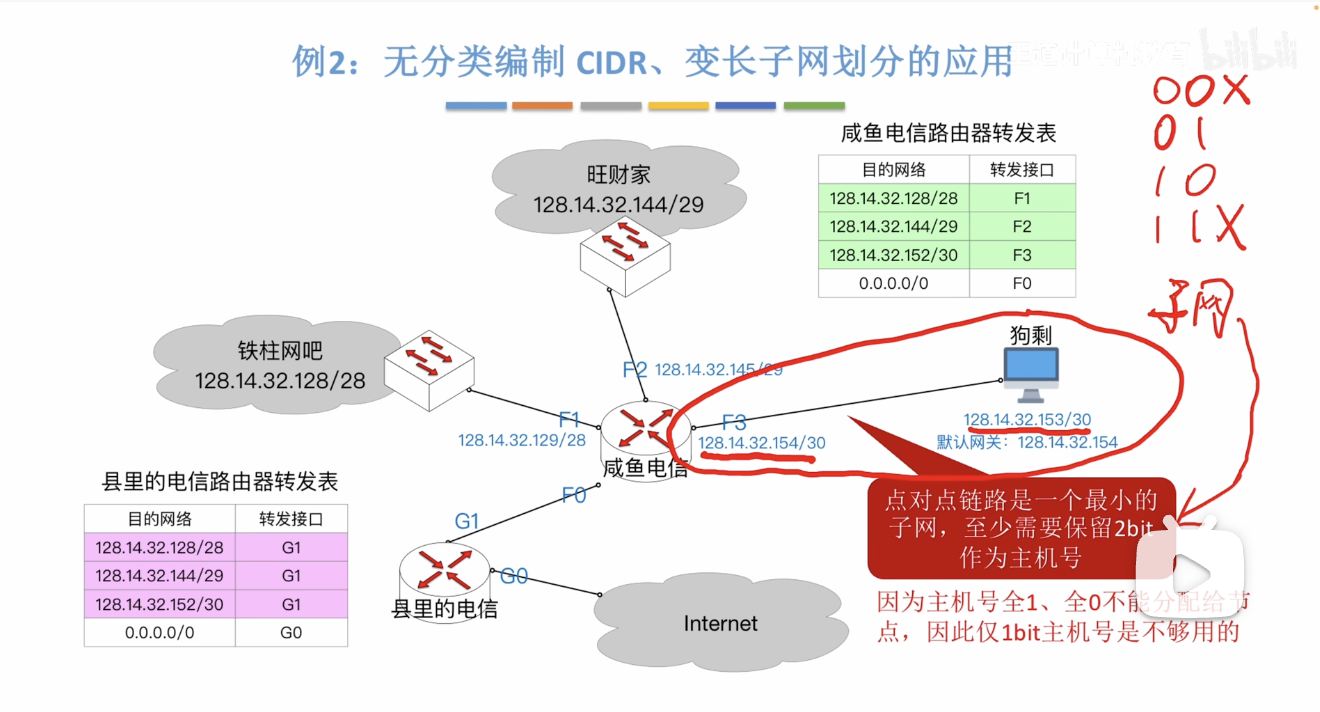 例2：无分类编制 CIDR、变长子网划分的应用
bilibili
00X
01
10
11X
子网
咸鱼电信路由器转发表
目的网络 转发接口
128.14.32.128/28 F1
128.14.32.144/29 F2
128.14.32.152/30 F3
0.0.0.0/0 F0
旺财家
128.14.32.144/29
铁柱网吧
128.14.32.128/28
F2 128.14.32.145/29
F1
128.14.32.129/28
F3
128.14.32.154/30
咸鱼电信
F0
狗剩
128.14.32.153/30
默认网关：128.14.32.154
县里的电信路由器转发表
目的网络 转发接口
128.14.32.128/28 G1
128.14.32.144/29 G1
128.14.32.152/30 G1
0.0.0.0/0 G0
G1
G0
县里的电信
Internet
点对点链路是一个最小的
子网，至少需要保留2bit
作为主机号
因为主机号全1、全0不能分配给节
点，因此仅1bit主机号是不够用的